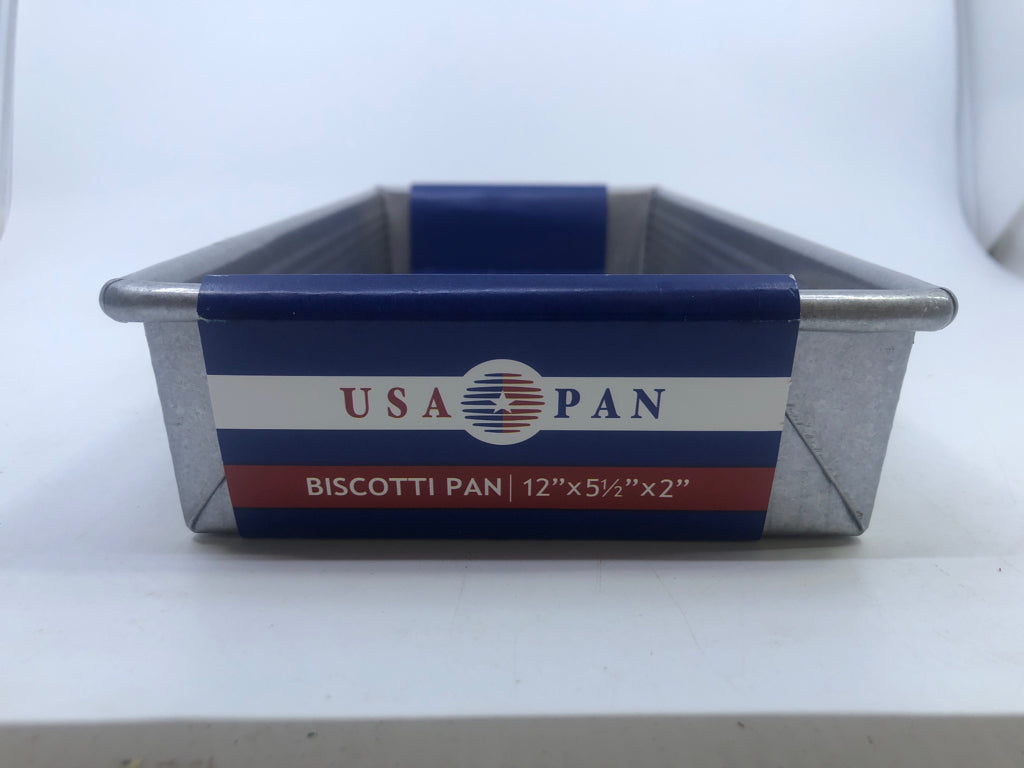 USA PAN
BISCOTTI PAN | 12”x5½”x2”